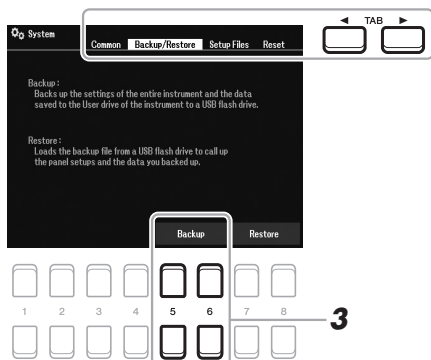 System
Common Backup/Restore Setup Files Reset
TAB
Backup :
Backs up the settings of the entire instrument and the data
saved to the User drive of the instrument to a USB flash drive.
Restore :
Loads the backup file from a USB flash drive to call up
the panel setups and the data you backed up.
Backup Restore
1 2 3 4 5 6 7 8
3